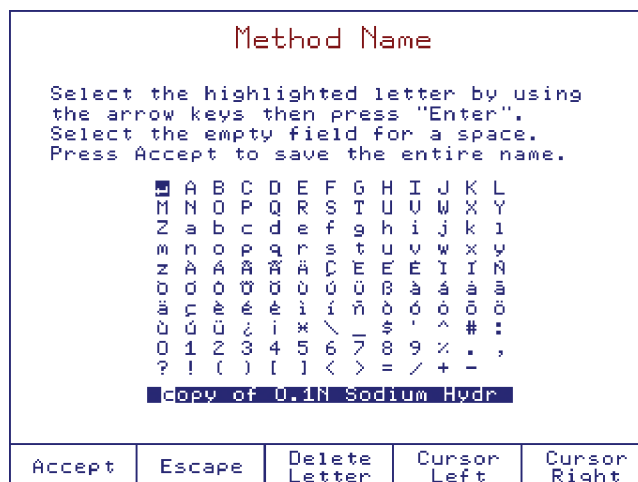 Method Name
Select the highlighted letter by using
the arrow keys then press "Enter".
Select the empty field for a space.
Press Accept to save the entire name.
↵ A B C D E F G H I J K L
M N O P Q R S T U V W X Y
Z a b c d e f g h i j k l
m n o p q r s t u v w x y
z À Á Â Ã Ä Ç È É Ê Ì Í Ñ
Ò Ó Ô Õ Ö Ù Ú Ü ß à á â ã
ä ç è é ê ì í ñ ò ó ô õ ö
ù ú ü ¿ ¡ * \ _ $ ' ^ # :
0 1 2 3 4 5 6 7 8 9 % . ,
? ! ( ) [ ] < > = / + -
copy of 0.1N Sodium Hydr
Accept
Escape
Delete
Letter
Cursor
Left
Cursor
Right